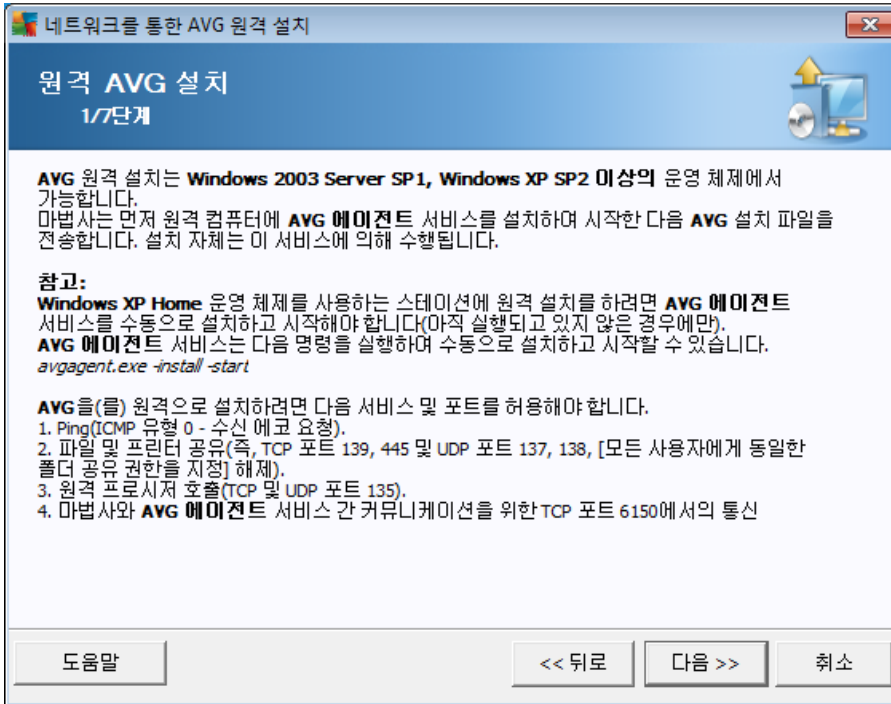 네트워크를 통한 AVG 원격 설치
원격 AVG 설치
1/7단계
AVG 원격 설치는 Windows 2003 Server SP1, Windows XP SP2 이상의 운영 체제에서
가능합니다.
마법사는 먼저 원격 컴퓨터에 AVG 에이전트 서비스를 설치하여 시작한 다음 AVG 설치 파일을
전송합니다. 설치 자체는 이 서비스에 의해 수행됩니다.
참고:
Windows XP Home 운영 체제를 사용하는 스테이션에 원격 설치를 하려면 AVG 에이전트
서비스를 수동으로 설치하고 시작해야 합니다(아직 실행되고 있지 않은 경우에만).
AVG 에이전트 서비스는 다음 명령을 실행하여 수동으로 설치하고 시작할 수 있습니다.
avgagent.exe -install -start
AVG을(를) 원격으로 설치하려면 다음 서비스 및 포트를 허용해야 합니다.
1. Ping(ICMP 유형 0 - 수신 에코 요청).
2. 파일 및 프린터 공유(즉, TCP 포트 139, 445 및 UDP 포트 137, 138, [모든 사용자에게 동일한
폴더 공유 권한을 지정] 해제).
3. 원격 프로시저 호출(TCP 및 UDP 포트 135).
4. 마법사와 AVG 에이전트 서비스 간 커뮤니케이션을 위한 TCP 포트 6150에서의 통신
도움말
<< 뒤로
다음 >>
취소